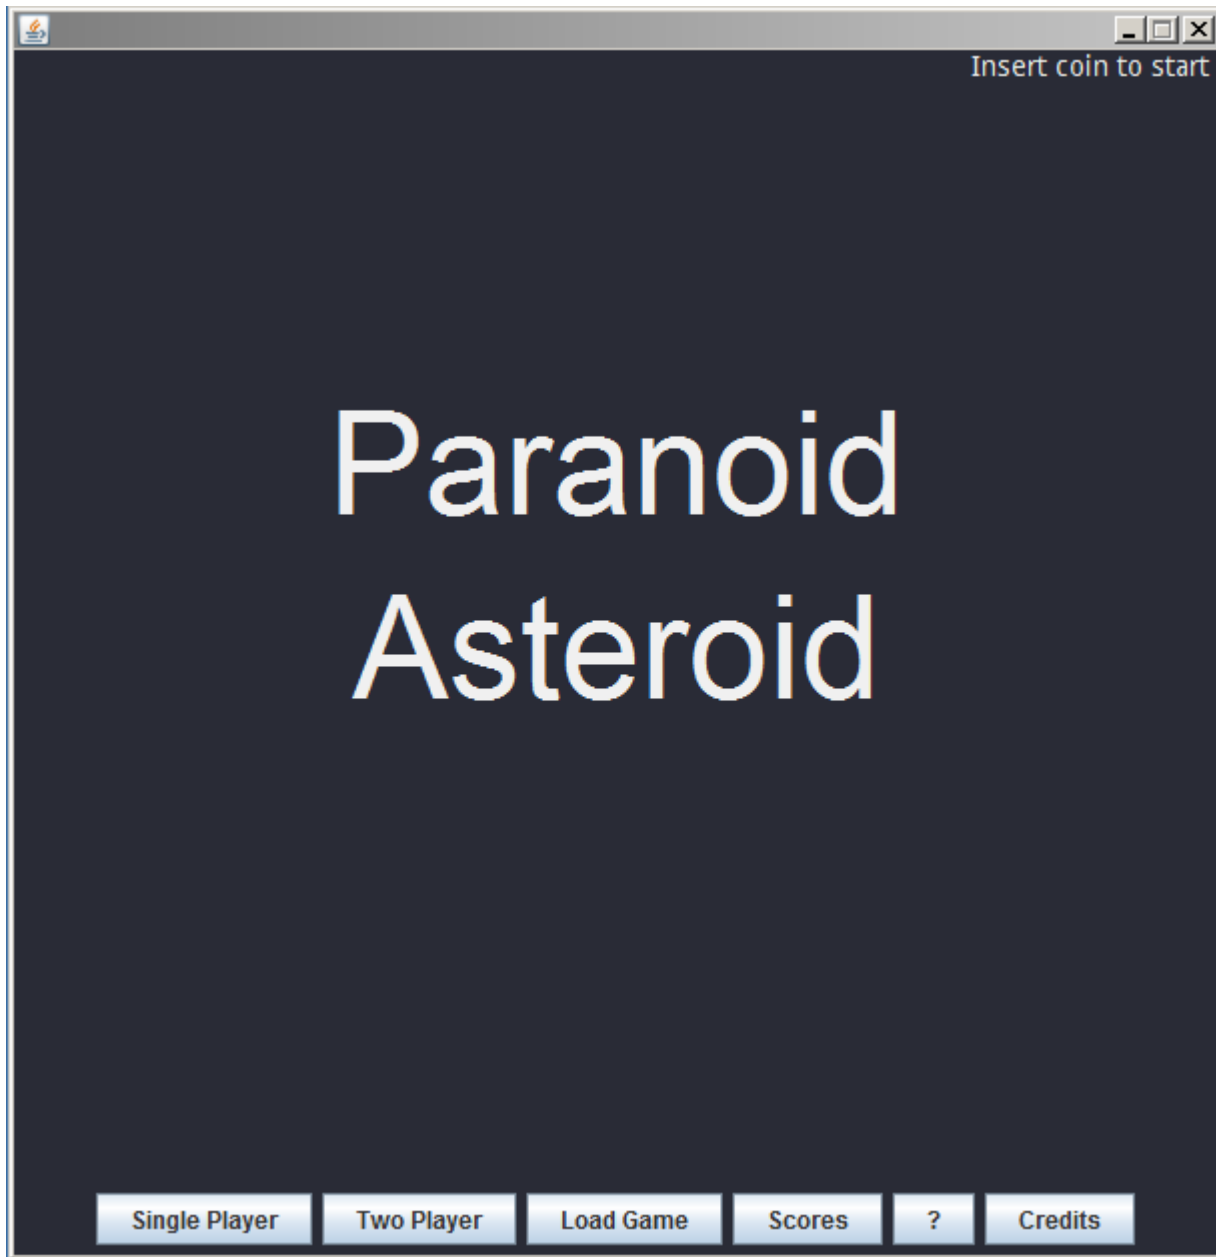 Insert coin to start
Paranoid
Asteroid
Single Player Two Player Load Game Scores ? Credits